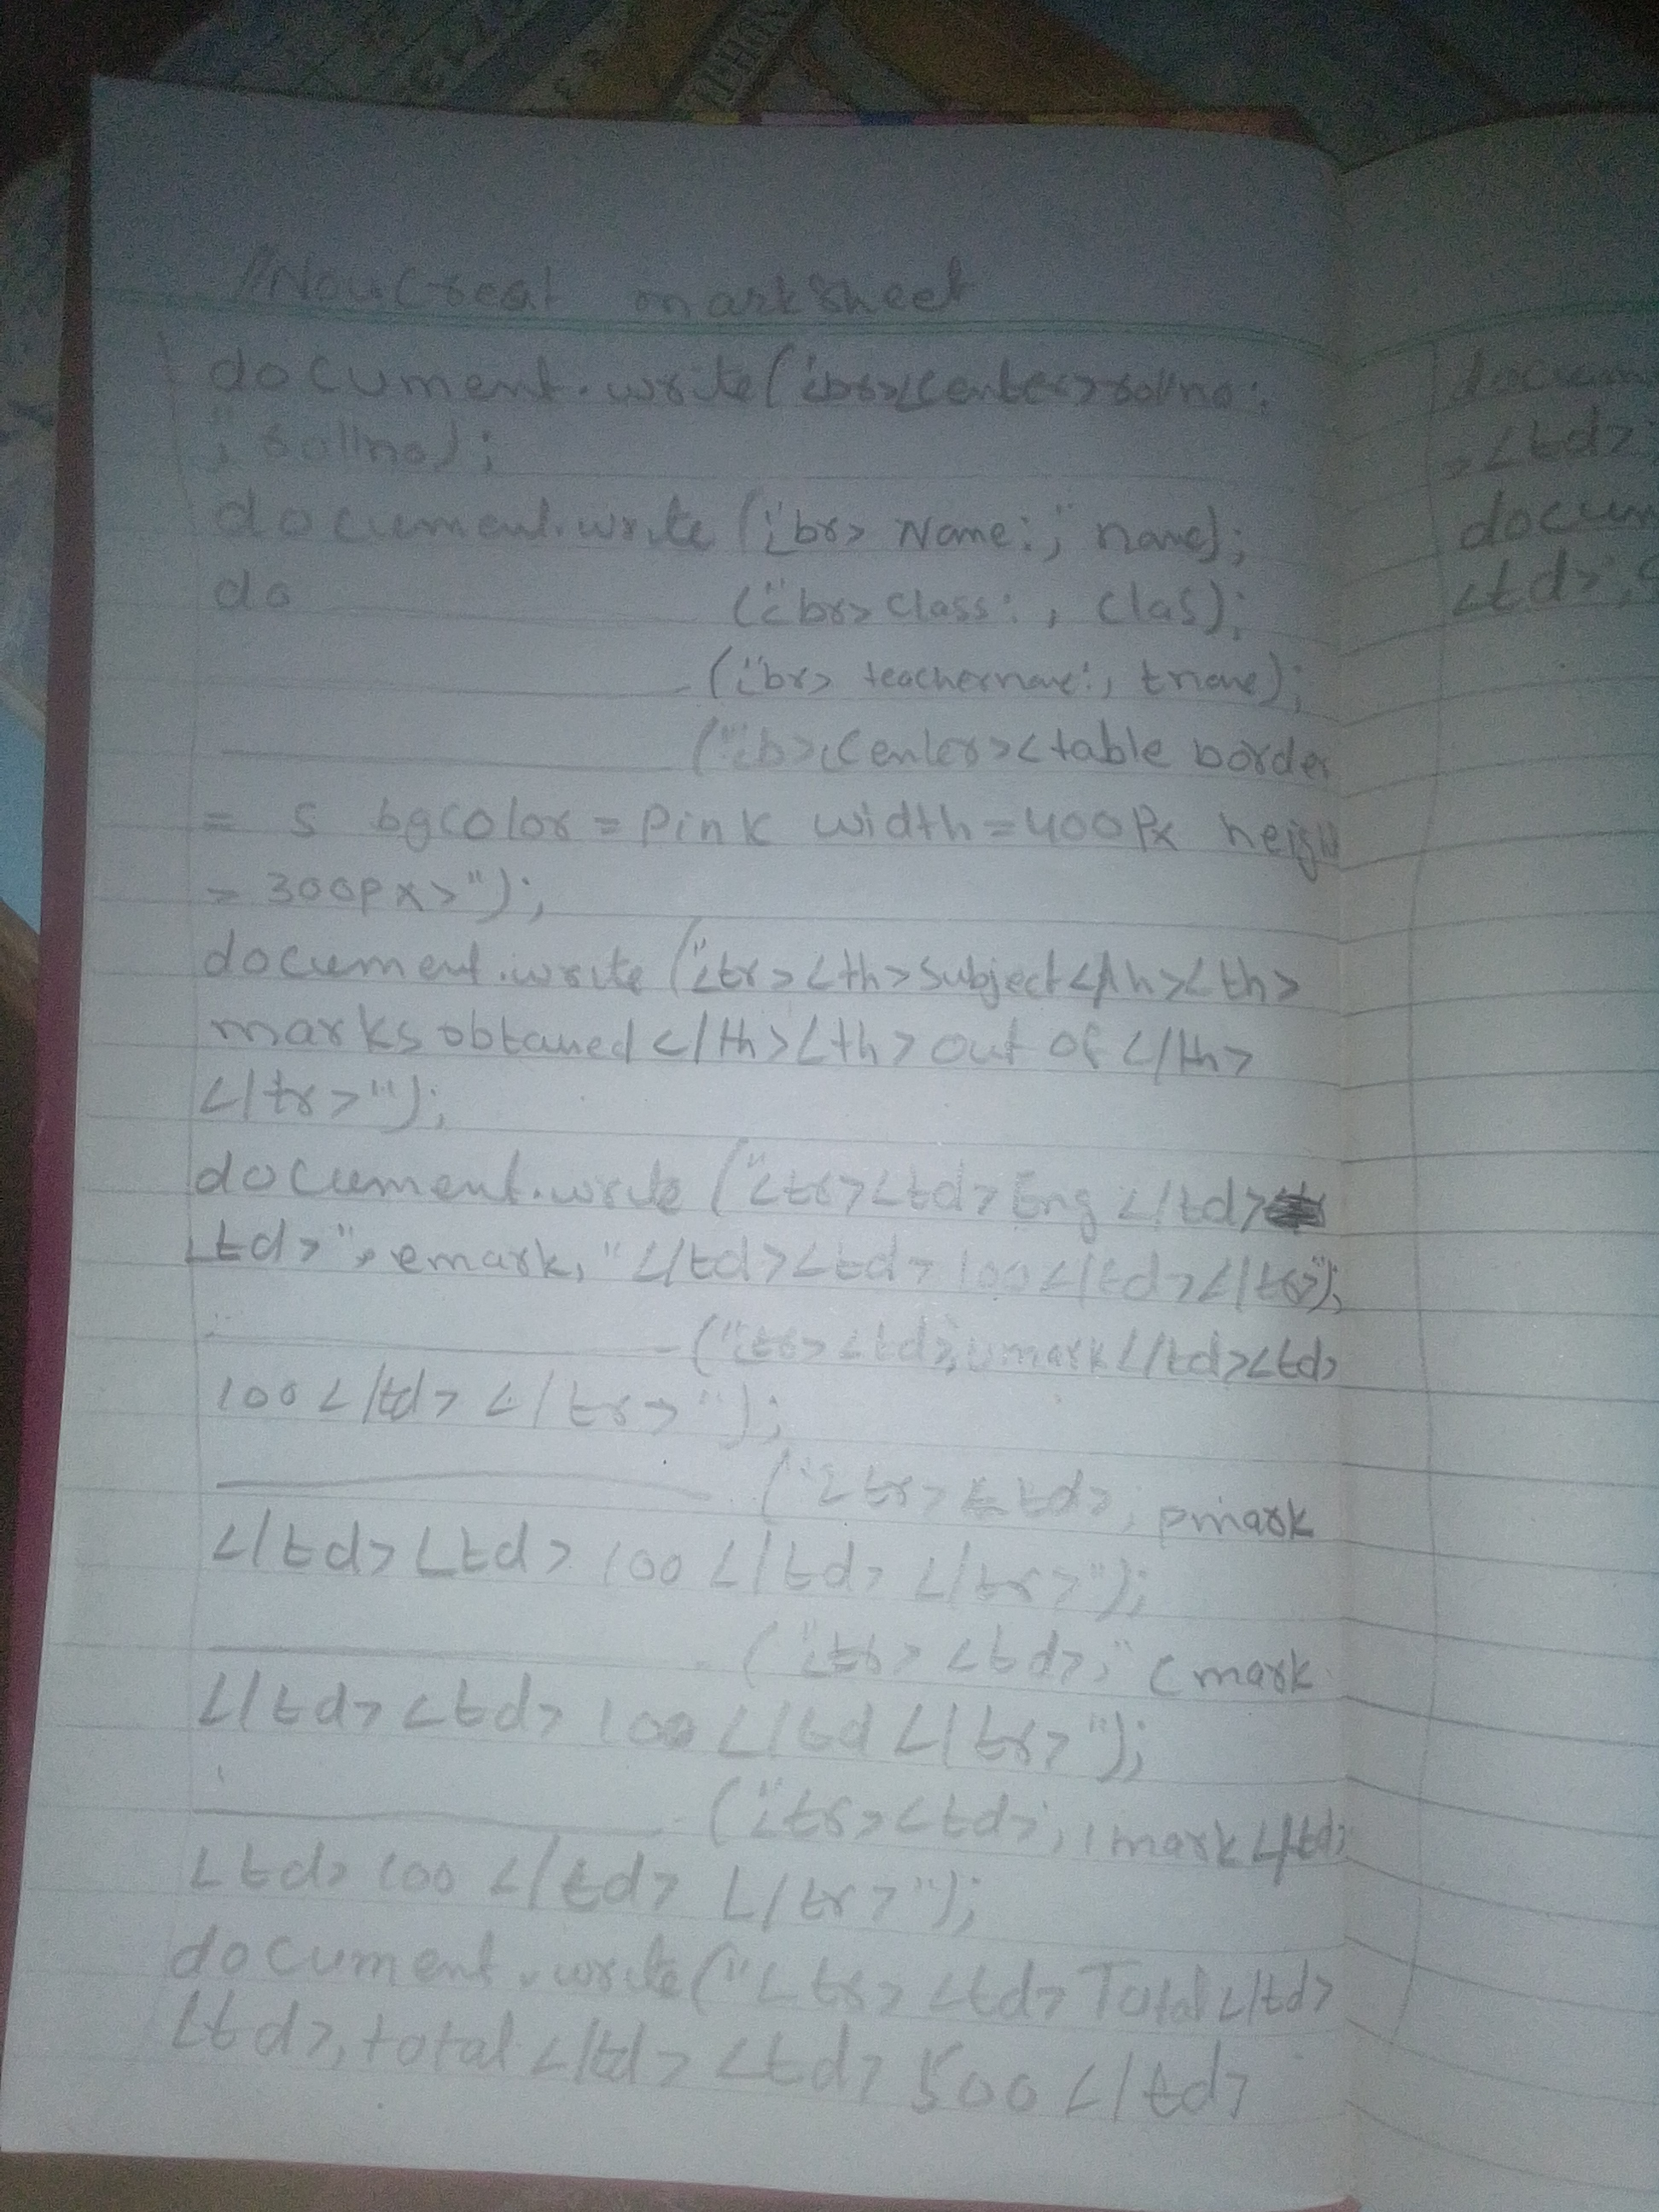 //Now Creat marksheet
document.write("<br><center>rollno:
", rollno);
document.write("<br> Name:", name);
do ("<br> class:, clas);
("<br> teachername:, tname);
("<b><center><table border
= 5 bgcolor=pink width=400px heigh
= 300px>");
document.write("<tr><th>subject</th><th>
marks obtaned</th><th>out of</th>
</tr>");
document.write("<tr><td>Eng</td>
<td>", emark, "</td><td>100</td></tr>");
("<tr><td>, umark</td><td>
100</td></tr>");
("<tr><td>, pmark
</td><td>100</td></tr>");
("<tr><td>," cmark
</td><td>100</td</tr>");
("<tr><td>, mark</td>
<td>100</td></tr>");
document.write("<tr><td>Total</td>
<td>, total</td><td>500</td>
docum
<td>
docum
<td>